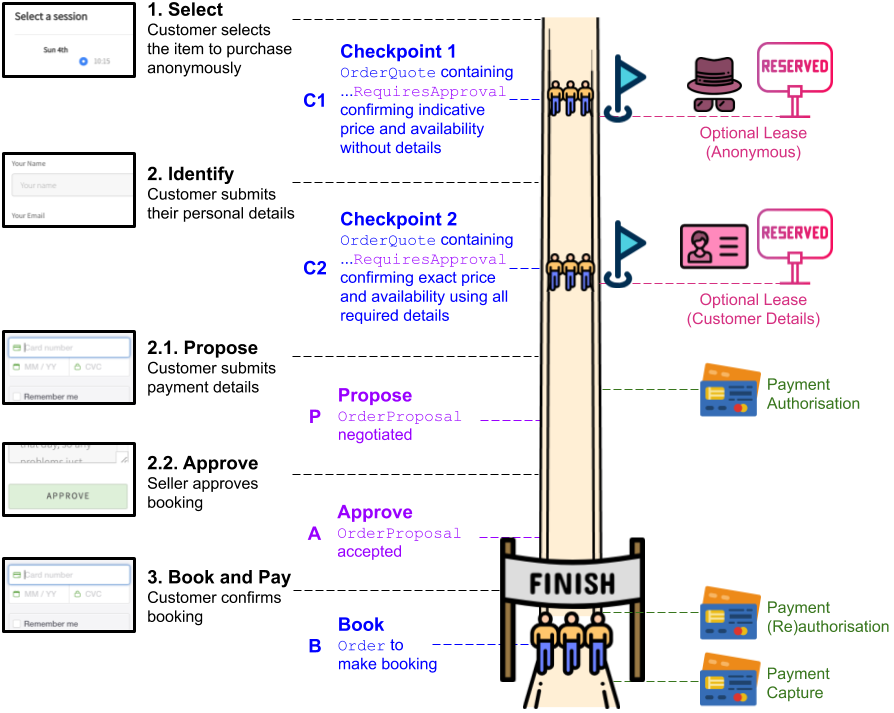 Select a session
Sun 4th
10:15
1. Select
Customer selects
the item to purchase
anonymously
Checkpoint 1
OrderQuote containing
…RequiresApproval
confirming indicative
price and availability
without details
C1
RESERVED
Optional Lease
(Anonymous)
Your Name
Your name
Your Email
2. Identify
Customer submits
their personal details
Checkpoint 2
OrderQuote containing
…RequiresApproval
confirming exact price
and availability using all
required details
C2
RESERVED
Optional Lease
(Customer Details)
Card number
MM / YY
CVC
Remember me
2.1. Propose
Customer submits
payment details
Payment
Authorisation
P
Propose
OrderProposal
negotiated
that day, so any
problems just
APPROVE
2.2. Approve
Seller approves
booking
A
Approve
OrderProposal
accepted
Card number
MM / YY
CVC
Remember me
3. Book and Pay
Customer confirms
booking
FINISH
Payment
(Re)authorisation
B
Book
Order to
make booking
Payment
Capture